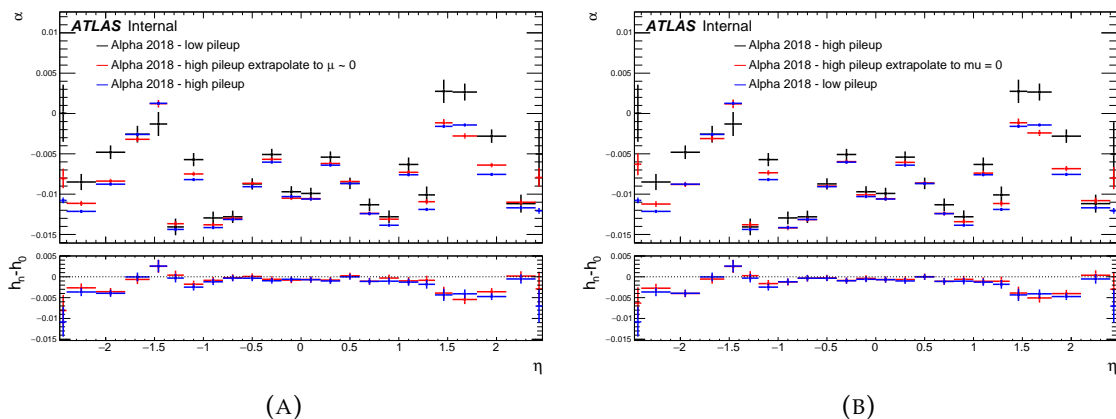 α
ATLAS Internal
Alpha 2018 - low pileup
Alpha 2018 - high pileup extrapolate to μ ~ 0
Alpha 2018 - high pileup
0.01
0.005
0
−0.005
−0.01
−0.015
hn-h0
0.005
0
−0.005
−0.01
−0.015
−2 −1.5 −1 −0.5 0 0.5 1 1.5 2
η
(A)
α
ATLAS Internal
Alpha 2018 - high pileup
Alpha 2018 - high pileup extrapolate to mu = 0
Alpha 2018 - low pileup
0.01
0.005
0
−0.005
−0.01
−0.015
hn-h0
0.005
0
−0.005
−0.01
−0.015
−2 −1.5 −1 −0.5 0 0.5 1 1.5 2
η
(B)